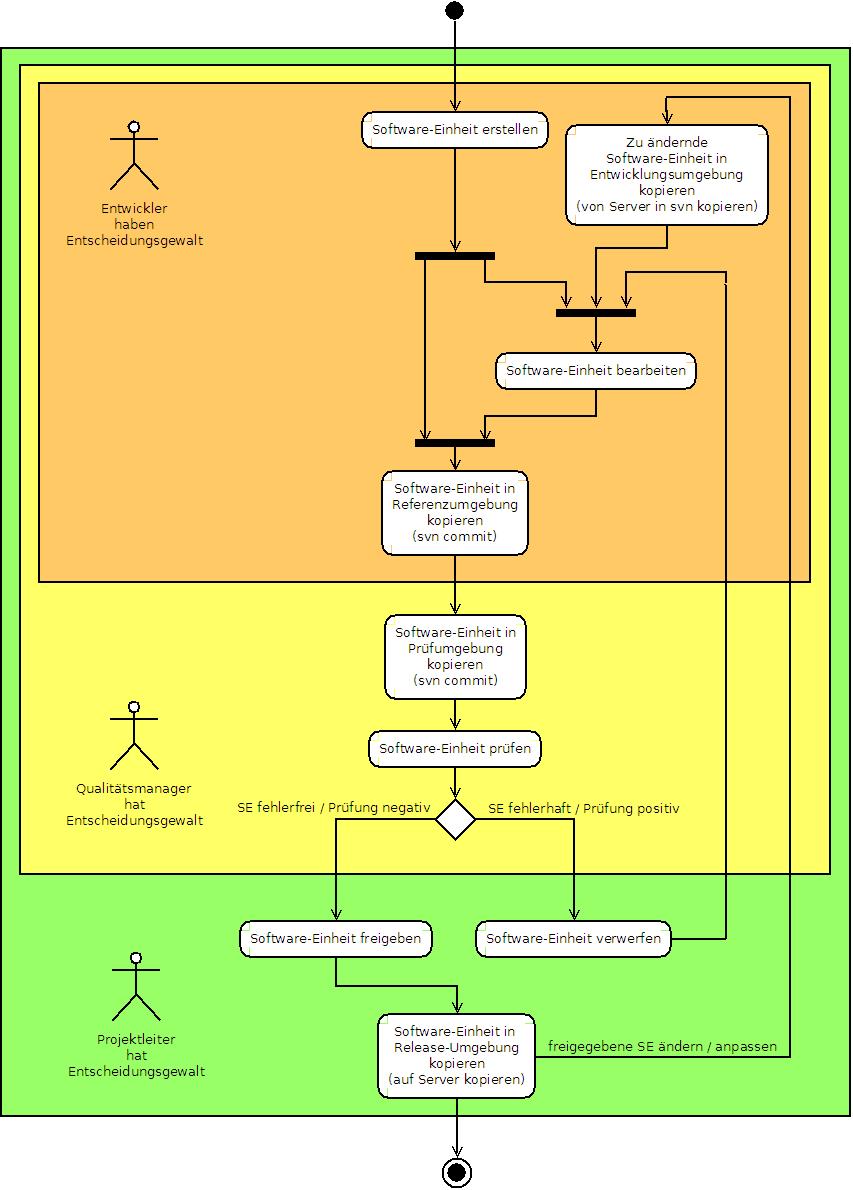 Software-Einheit erstellen
Zu ändernde
Software-Einheit in
Entwicklungsumgebung
kopieren
(von Server in svn kopieren)
Entwickler
haben
Entscheidungsgewalt
Software-Einheit bearbeiten
Software-Einheit in
Referenzumgebung
kopieren
(svn commit)
Software-Einheit in
Prüfumgebung
kopieren
(svn commit)
Software-Einheit prüfen
Qualitätsmanager
hat
Entscheidungsgewalt
SE fehlerfrei / Prüfung negativ
SE fehlerhaft / Prüfung positiv
Software-Einheit freigeben
Software-Einheit verwerfen
Projektleiter
hat
Entscheidungsgewalt
Software-Einheit in
Release-Umgebung
kopieren
(auf Server kopieren)
freigegebene SE ändern / anpassen